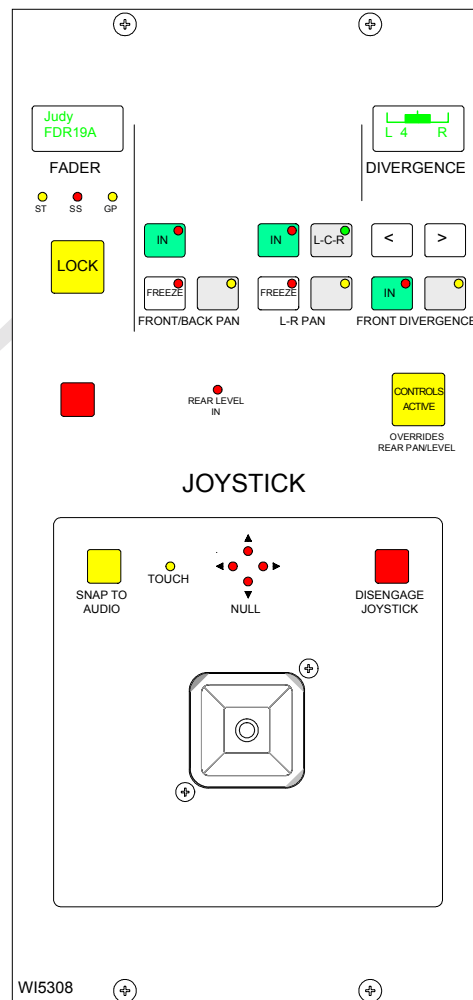 Judy
FDR19A
L 4 R
FADER
DIVERGENCE
ST SS GP
LOCK
IN
IN
L-C-R
< >
FREEZE
FREEZE
IN
FRONT/BACK PAN
L-R PAN
FRONT DIVERGENCE
REAR LEVEL
IN
CONTROLS
ACTIVE
OVERRIDES
REAR PAN/LEVEL
JOYSTICK
SNAP TO
AUDIO
TOUCH
NULL
DISENGAGE
JOYSTICK
WI5308